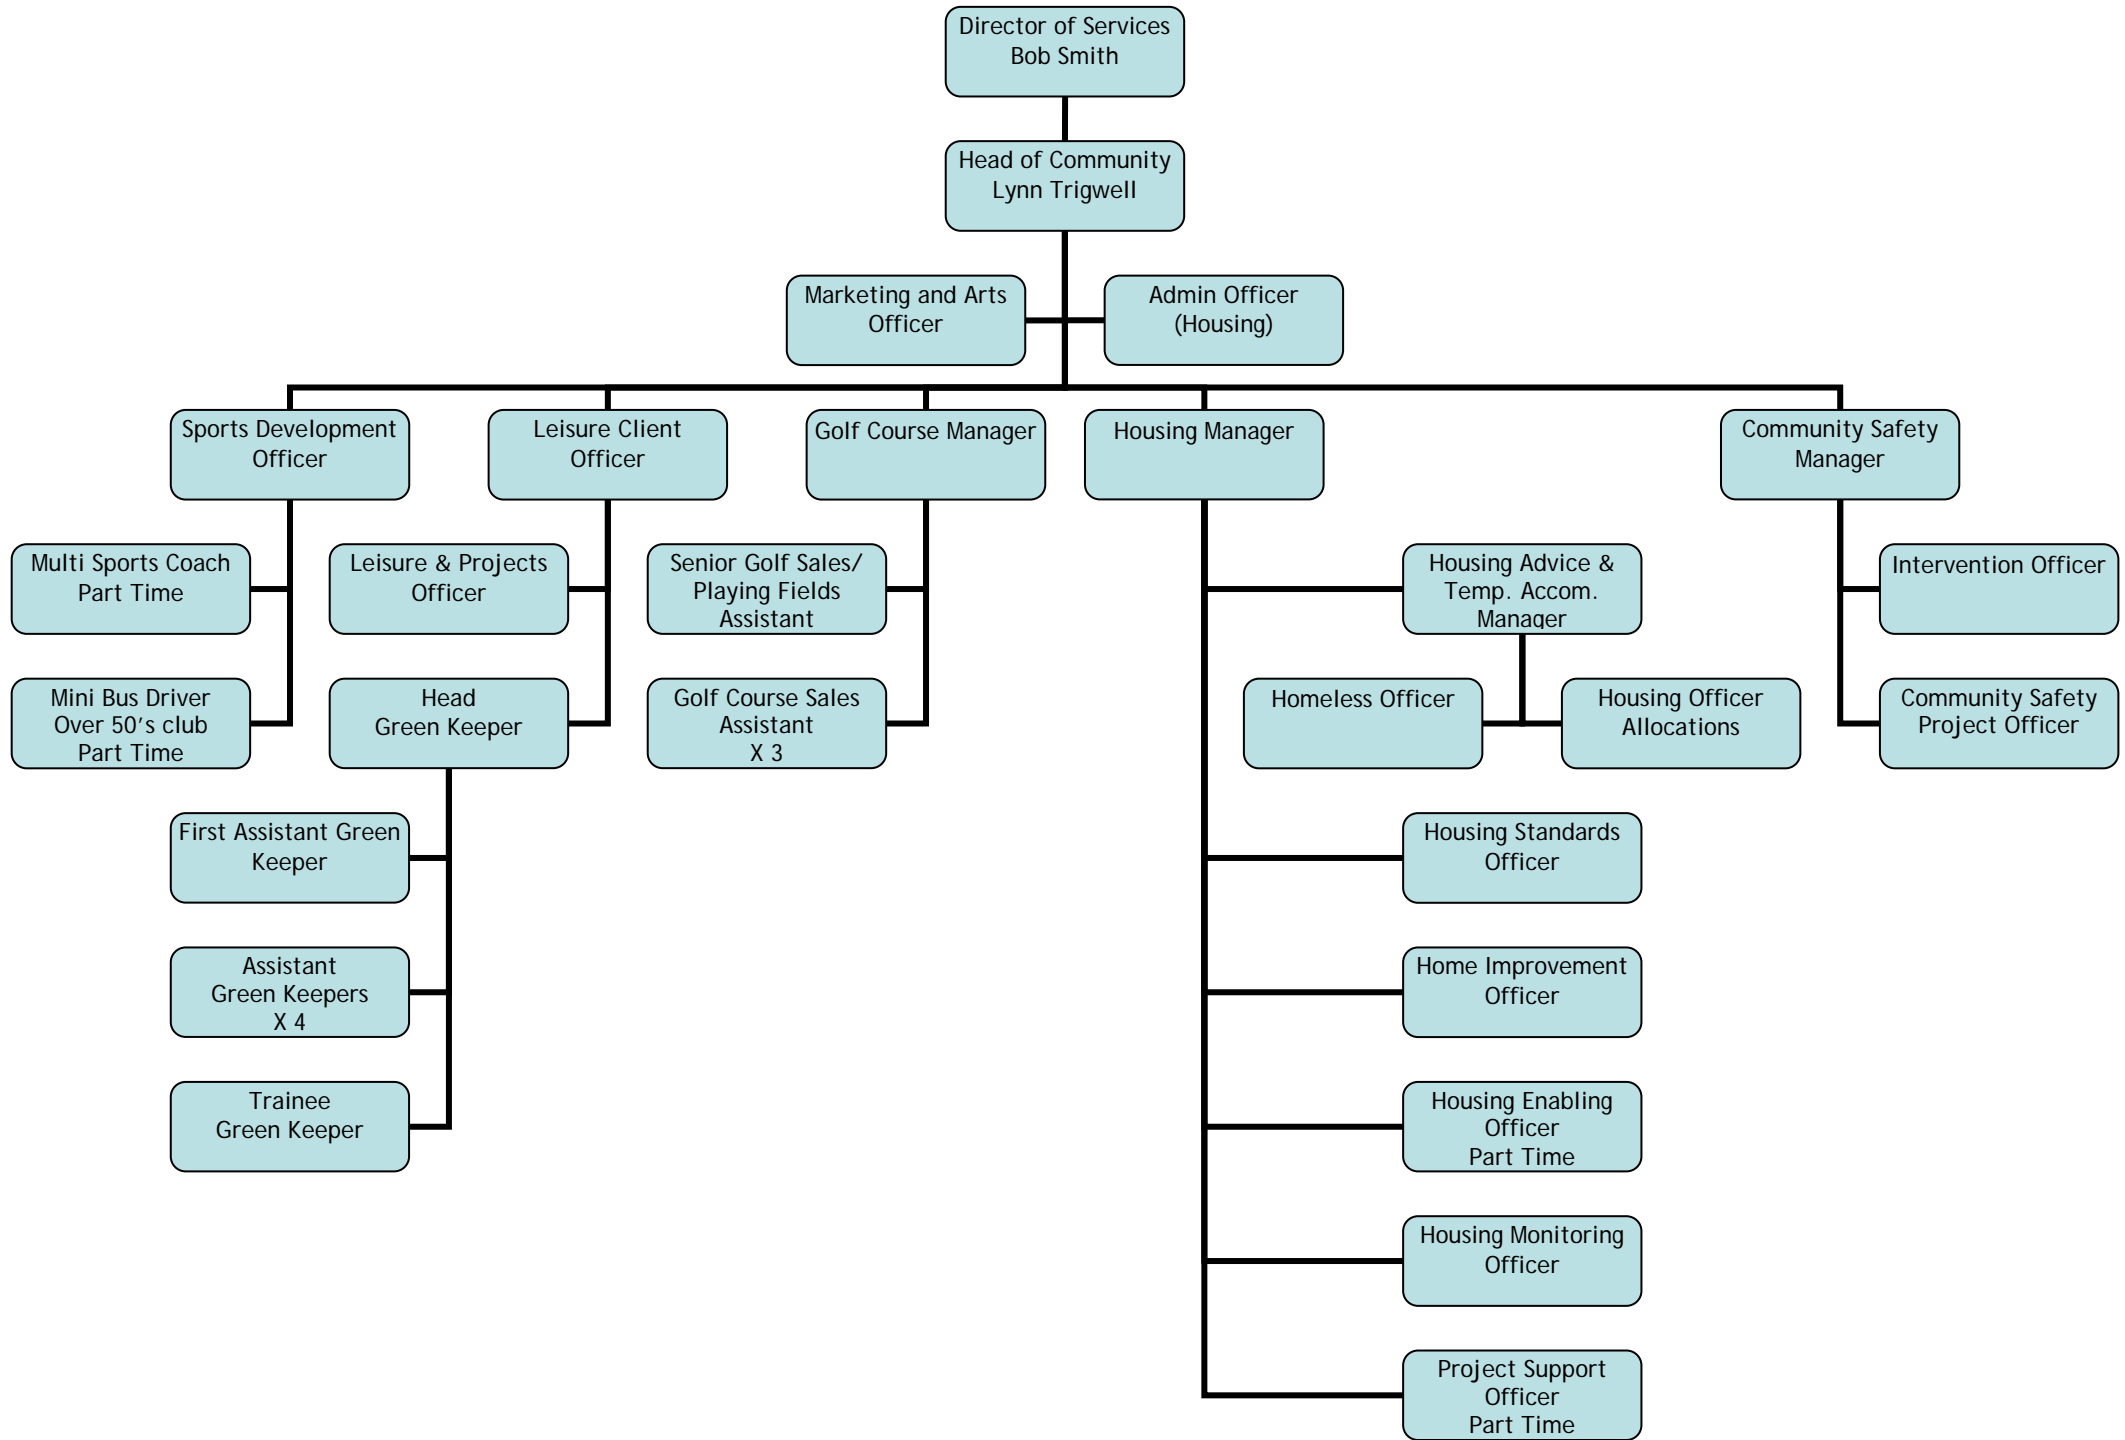 Director of Services
Bob Smith
Head of Community
Lynn Trigwell
Marketing and Arts
Officer
Admin Officer
(Housing)
Sports Development
Officer
Leisure Client
Officer
Golf Course Manager
Housing Manager
Community Safety
Manager
Multi Sports Coach
Part Time
Leisure & Projects
Officer
Senior Golf Sales/
Playing Fields
Assistant
Housing Advice &
Temp. Accom.
Manager
Intervention Officer
Mini Bus Driver
Over 50's club
Part Time
Head
Green Keeper
Golf Course Sales
Assistant
X 3
Homeless Officer
Housing Officer
Allocations
Community Safety
Project Officer
First Assistant Green
Keeper
Housing Standards
Officer
Assistant
Green Keepers
X 4
Home Improvement
Officer
Trainee
Green Keeper
Housing Enabling
Officer
Part Time
Housing Monitoring
Officer
Project Support
Officer
Part Time